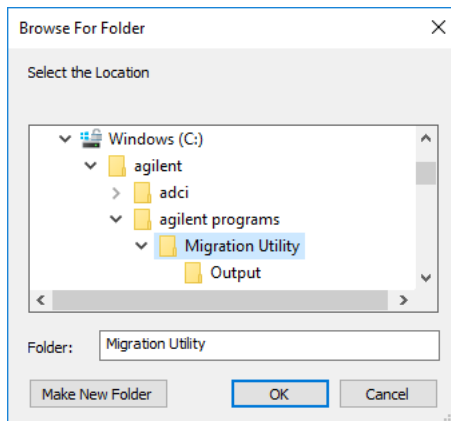 Browse For Folder
Select the Location
Windows (C:)
agilent
adci
agilent programs
Migration Utility
Output
Folder: Migration Utility
Make New Folder OK Cancel